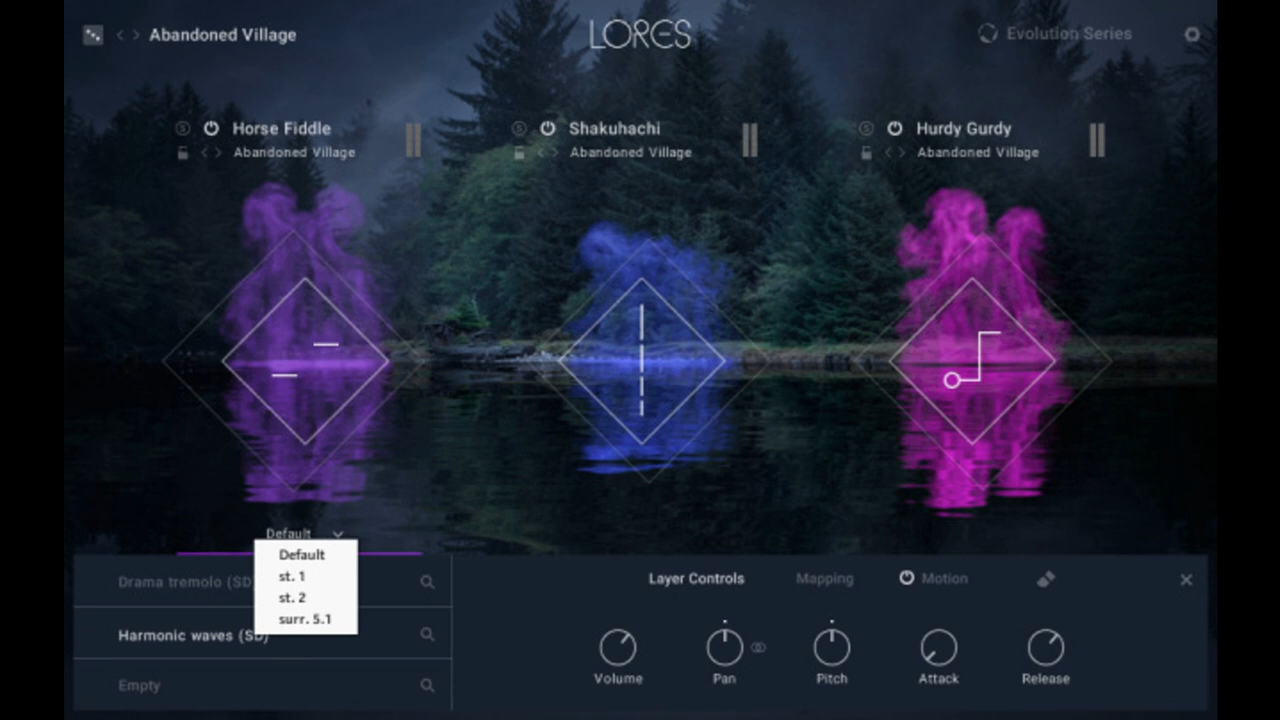 Abandoned Village
LORES
Evolution Series
S Horse Fiddle
Abandoned Village
S Shakuhachi
Abandoned Village
S Hurdy Gurdy
Abandoned Village
Default
Default
st. 1
st. 2
surr. 5.1
Drama tremolo (SD
Harmonic waves (SD)
Empty
Layer Controls
Mapping
Motion
Volume
Pan
Pitch
Attack
Release